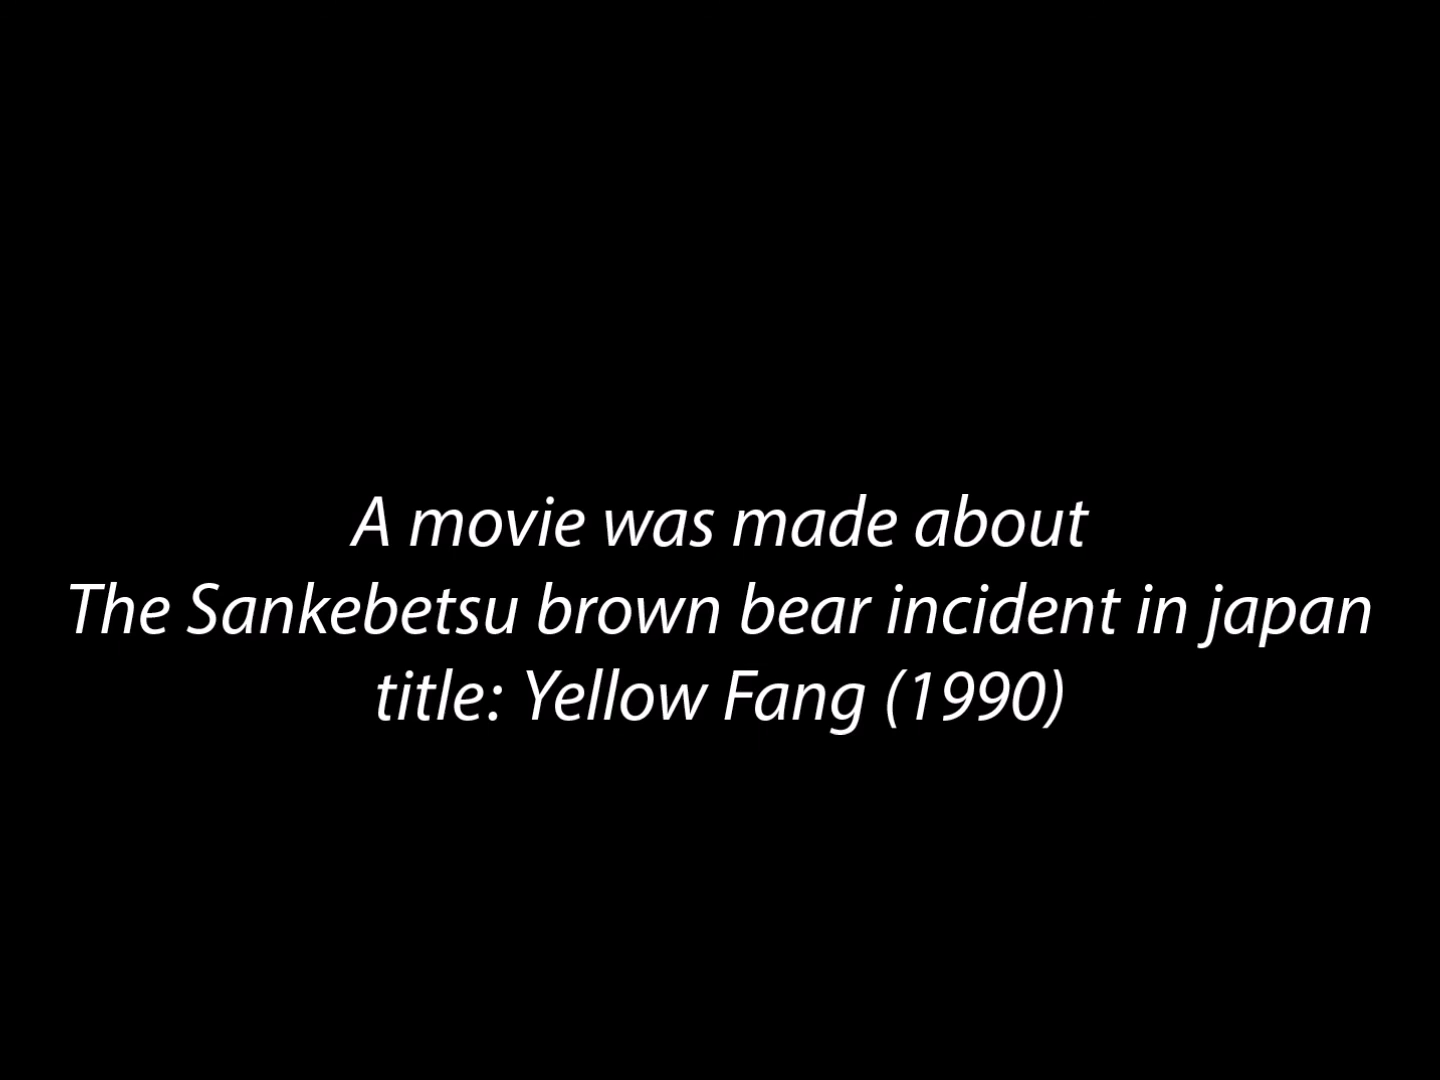 A movie was made about
The Sankebetsu brown bear incident in japan
title: Yellow Fang (1990)